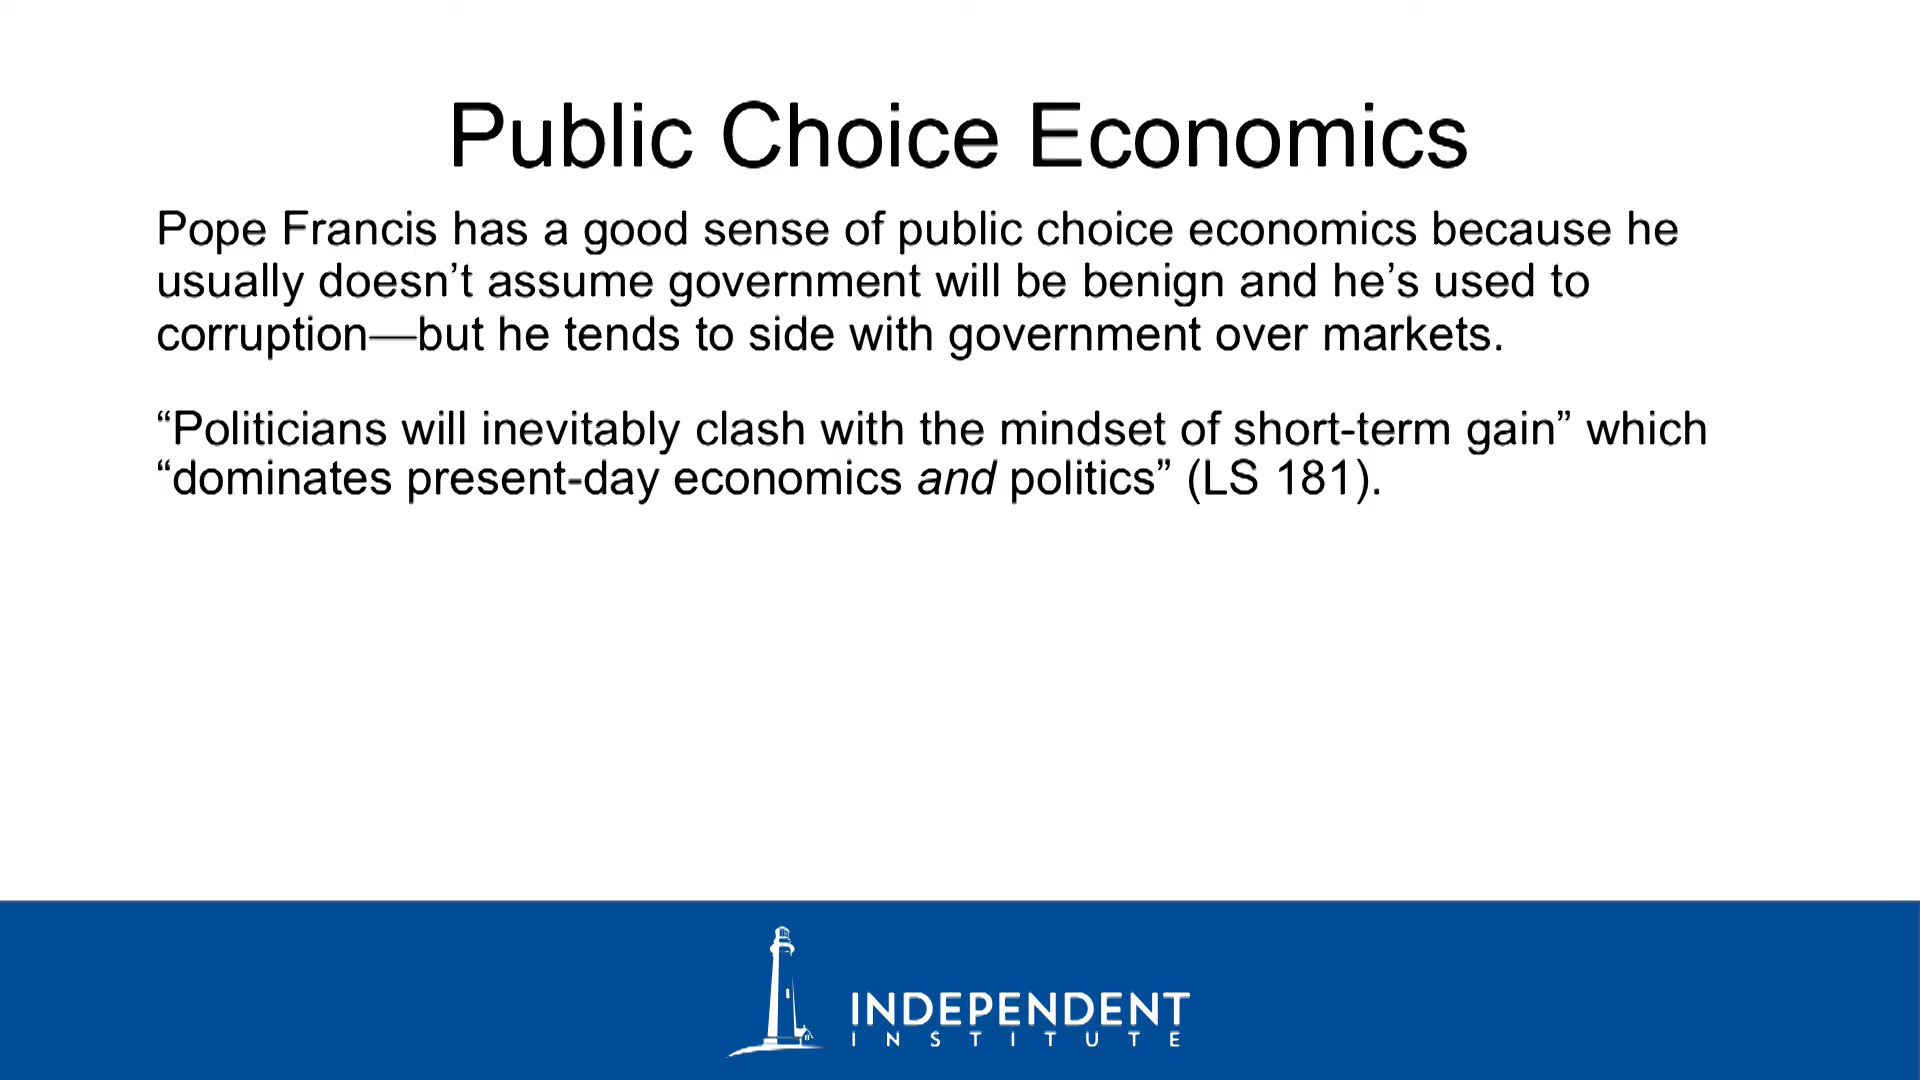 Public Choice Economics
Pope Francis has a good sense of public choice economics because he
usually doesn’t assume government will be benign and he’s used to
corruption—but he tends to side with government over markets.
“Politicians will inevitably clash with the mindset of short-term gain” which
“dominates present-day economics and politics” (LS 181).
INDEPENDENT
INSTITUTE